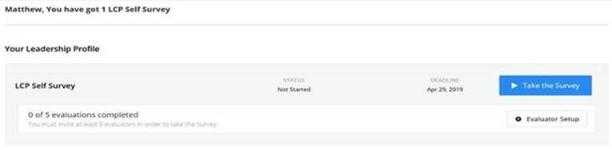 Matthew, You have got 1 LCP Self Survey
Your Leadership Profile
LCP Self Survey
STATUS
Not Started
DEADLINE
Apr 29, 2019
Take the Survey
0 of 5 evaluations completed
You must invite at least 5 evaluators in order to take the Survey.
Evaluator Setup